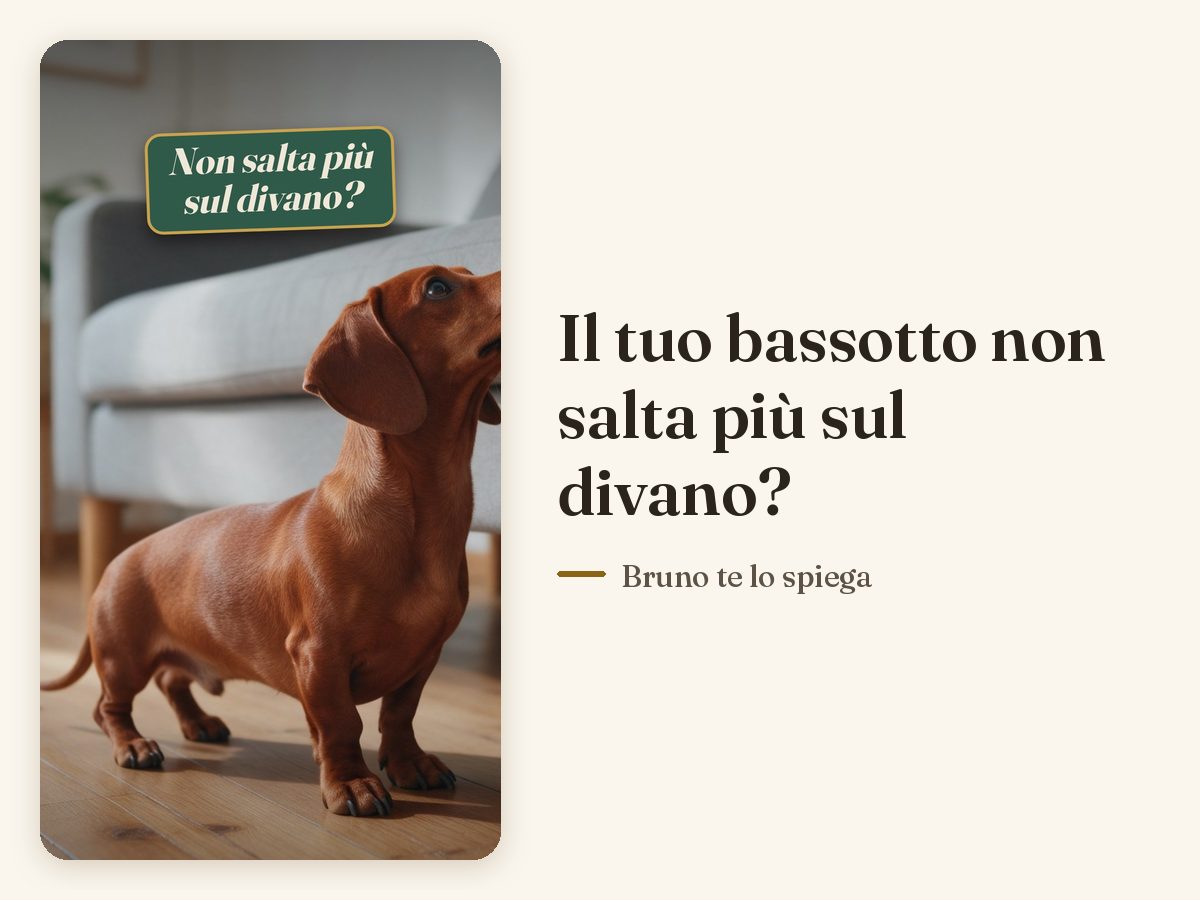 Non salta più
sul divano?
Il tuo bassotto non
salta più sul
divano?
Bruno te lo spiega